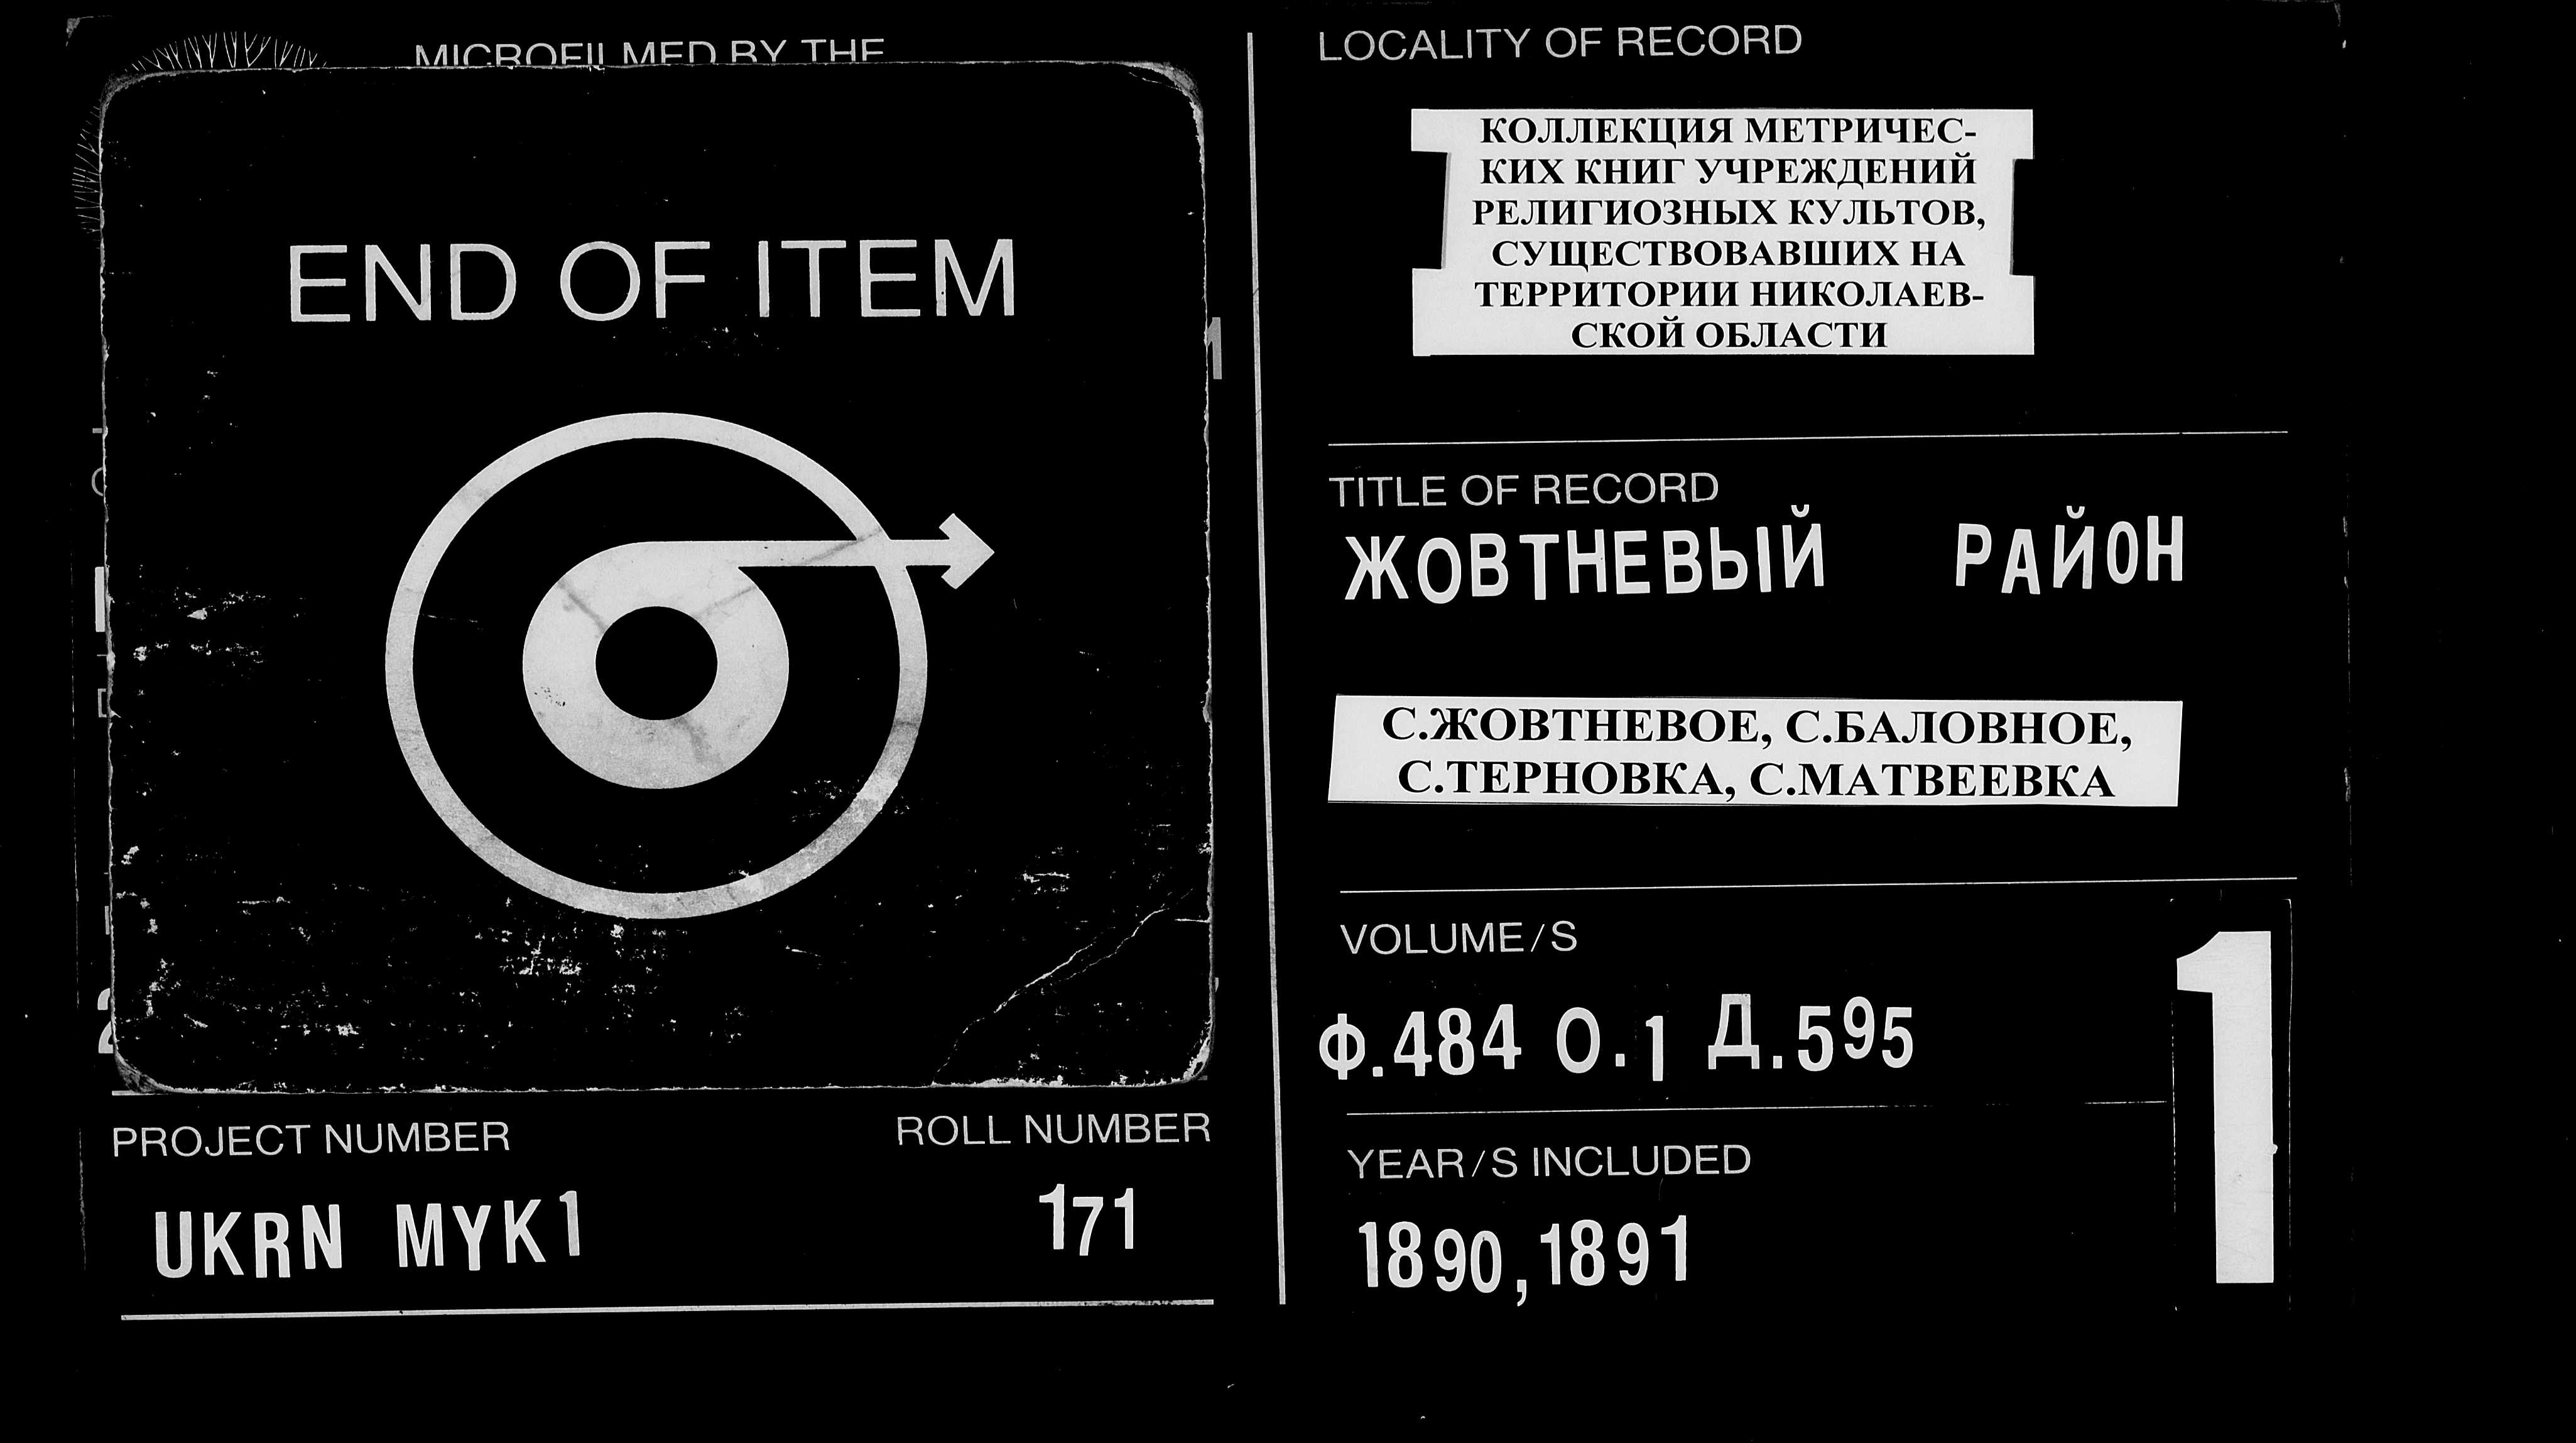 MICROFILMED BY THE
END OF ITEM
PROJECT NUMBER
UKRN MYK1
ROLL NUMBER
171
LOCALITY OF RECORD
КОЛЛЕКЦИЯ МЕТРИЧЕС-
КИХ КНИГ УЧРЕЖДЕНИЙ
РЕЛИГИОЗНЫХ КУЛЬТОВ,
СУЩЕСТВОВАВШИХ НА
ТЕРРИТОРИИ НИКОЛАЕВ-
СКОЙ ОБЛАСТИ
TITLE OF RECORD
ЖОВТНЕВЫЙ РАЙОН
С.ЖОВТНЕВОЕ, С.БАЛОВНОЕ,
С.ТЕРНОВКА, С.МАТВЕЕВКА
VOLUME/S
Ф.484 О.1 Д.595
YEAR/S INCLUDED
1890,1891
1